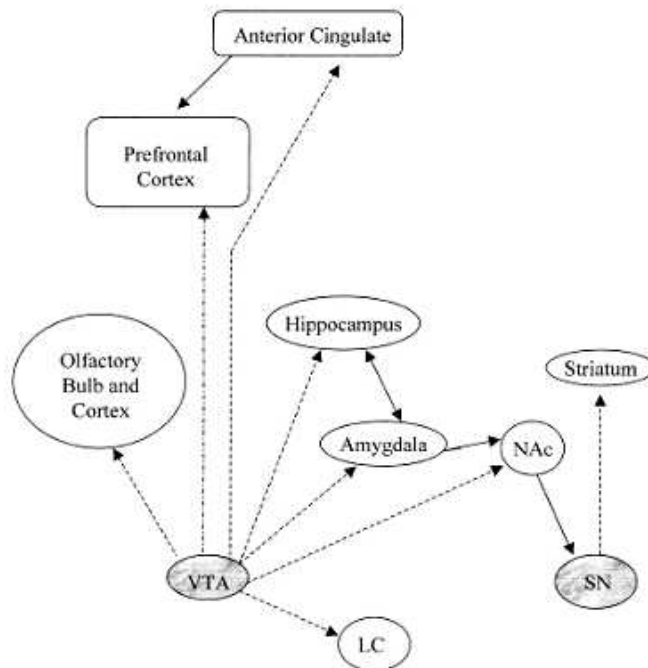 Anterior Cingulate
Prefrontal
Cortex
Hippocampus
Olfactory
Bulb and
Cortex
Striatum
Amygdala
NAc
VTA
SN
LC